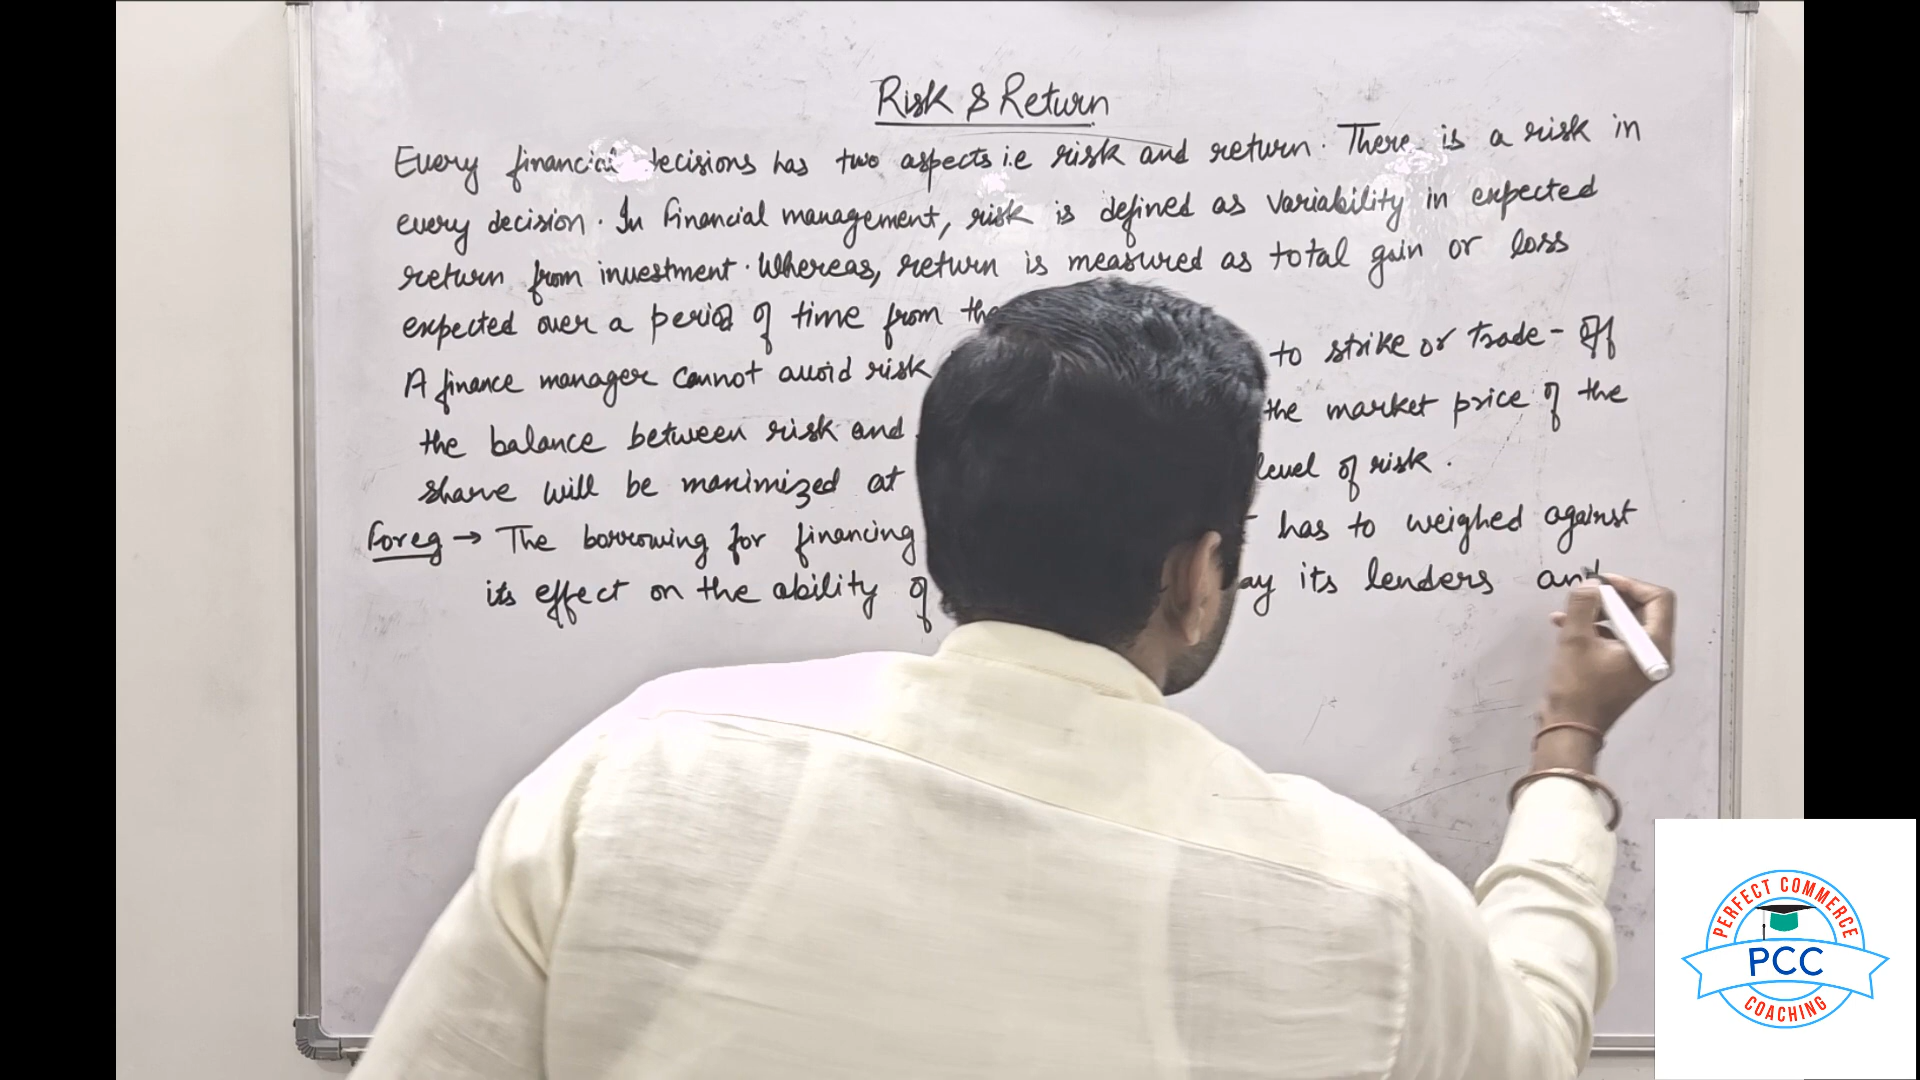 Risk & Return
Every financial decisions has two aspects i.e risk and return. There is a risk in
every decision. In Financial management, risk is defined as variability in expected
return from investment. Whereas, return is measured as total gain or loss
expected over a period of time from the
A finance manager cannot avoid risk to strike or trade-off
the balance between risk and the market price of the
share will be maximized at level of risk.
For eg → The borrowing for financing has to weighed against
its effect on the ability of its lenders and
PERFECT COMMERCE
PCC
COACHING